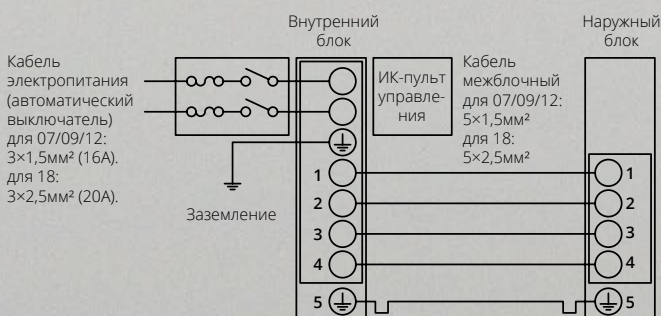 Внутренний
блок
Наружный
блок
Кабель
электропитания
(автоматический
выключатель)
для 07/09/12:
3×1,5мм² (16А).
для 18:
3×2,5мм² (20А).
ИК-пульт
управле-
ния
Кабель
межблочный
для 07/09/12:
5×1,5мм²
для 18:
5×2,5мм²
Заземление
1
1
2
2
3
3
4
4
5
5